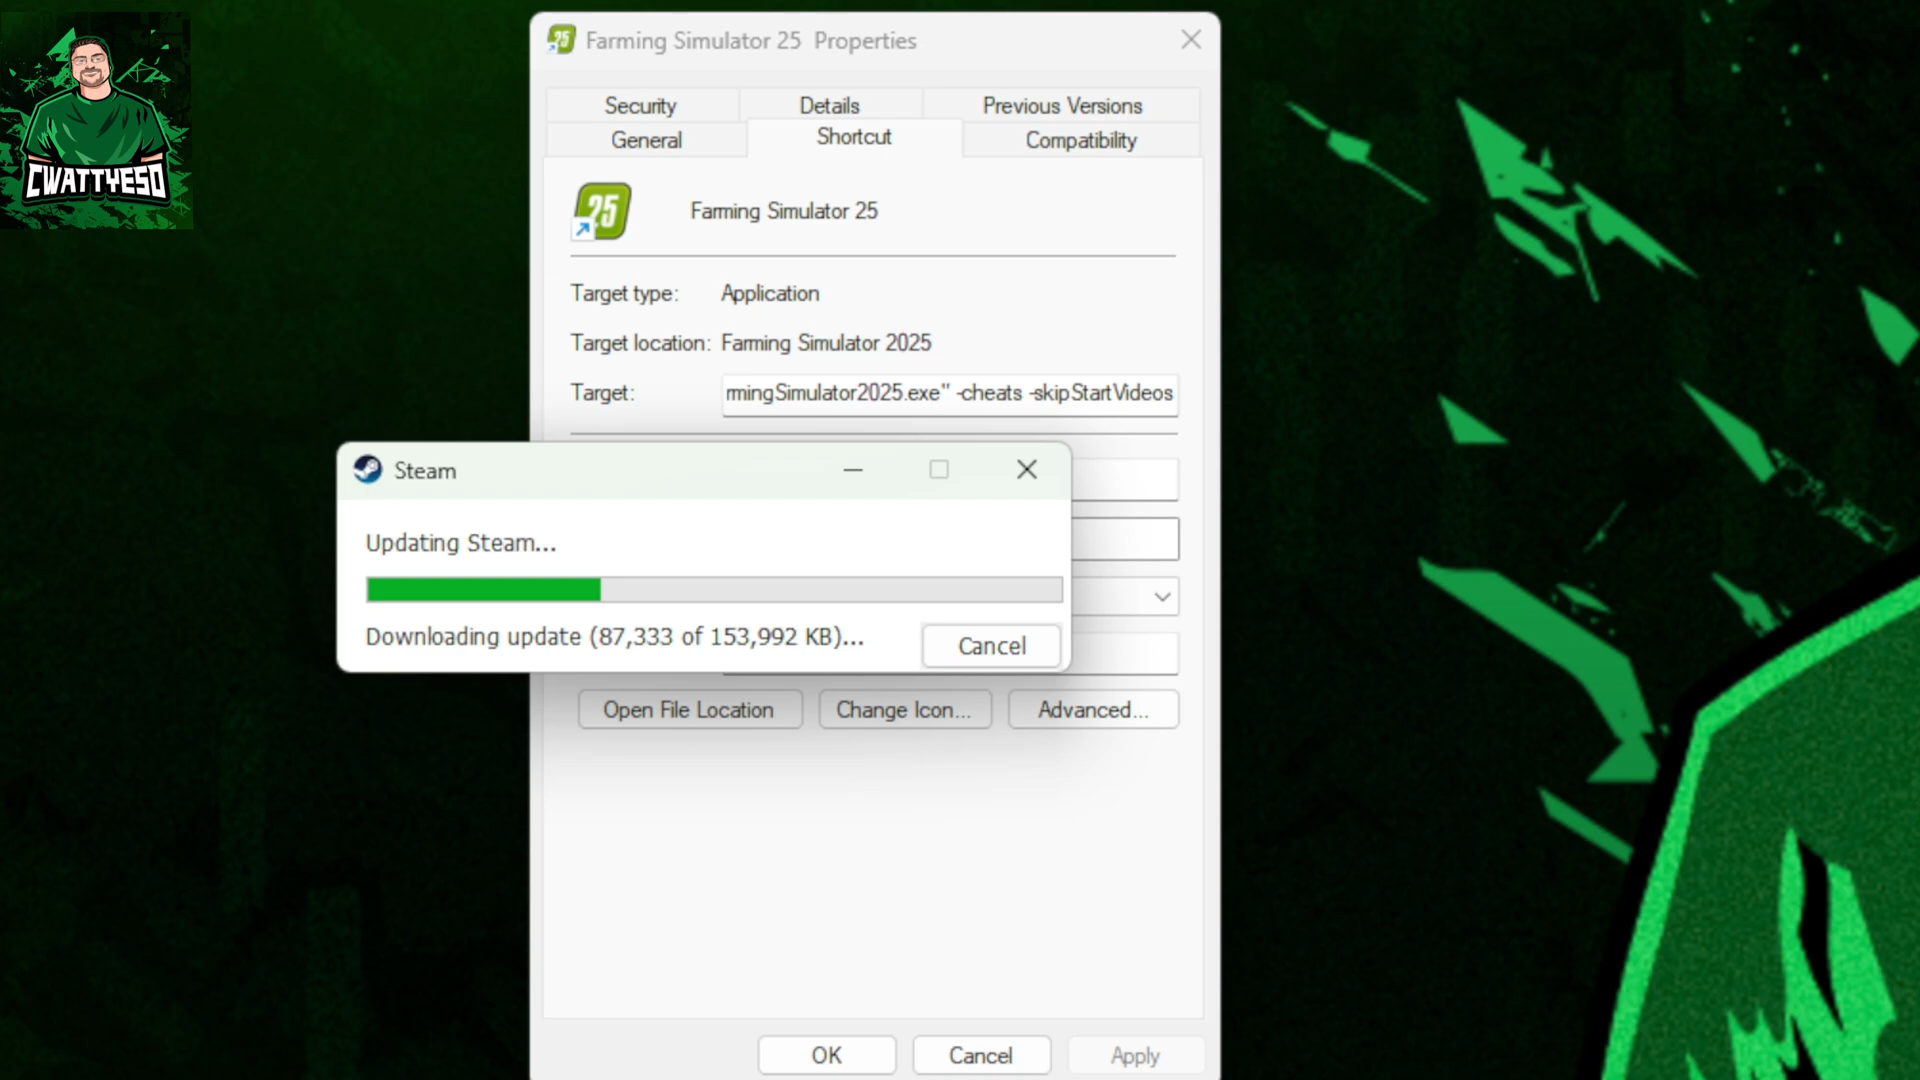 CWATTYESO
25 Farming Simulator 25 Properties
Security Details Previous Versions
General Shortcut Compatibility
25 Farming Simulator 25
Target type: Application
Target location: Farming Simulator 2025
Target: rmingSimulator2025.exe" -cheats -skipStartVideos
Steam
Updating Steam...
Downloading update (87,333 of 153,992 KB)...
Cancel
Open File Location Change Icon... Advanced...
OK Cancel Apply